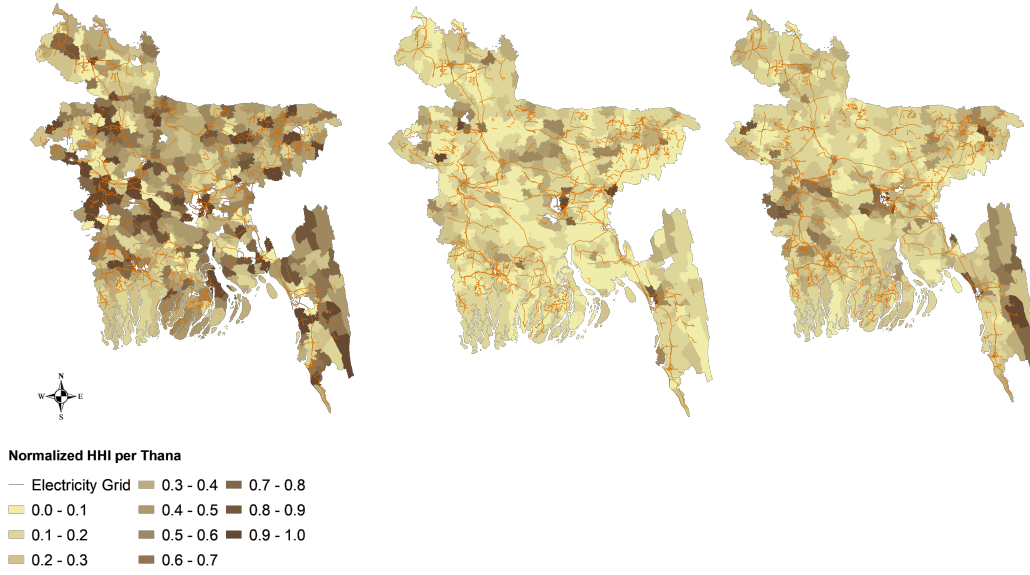 N
W E
S
Normalized HHI per Thana
Electricity Grid 0.3 - 0.4 0.7 - 0.8
0.0 - 0.1 0.4 - 0.5 0.8 - 0.9
0.1 - 0.2 0.5 - 0.6 0.9 - 1.0
0.2 - 0.3 0.6 - 0.7